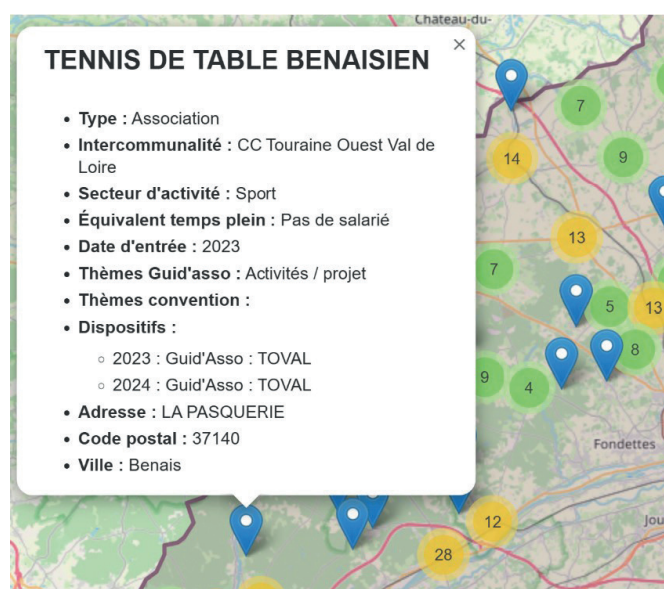 Chateau-du-
TENNIS DE TABLE BENAISIEN
×
• Type : Association
• Intercommunalité : CC Touraine Ouest Val de
Loire
• Secteur d'activité : Sport
• Équivalent temps plein : Pas de salarié
• Date d'entrée : 2023
• Thèmes Guid'asso : Activités / projet
• Thèmes convention :
• Dispositifs :
◦ 2023 : Guid'Asso : TOVAL
◦ 2024 : Guid'Asso : TOVAL
• Adresse : LA PASQUERIE
• Code postal : 37140
• Ville : Benais
7
14
9
13
7
5
13
8
9
4
Fondettes
12
Jou
28